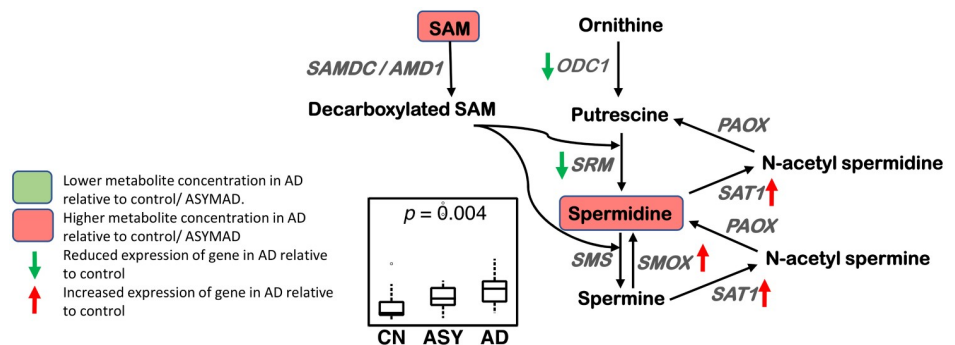 SAM
Ornithine
SAMDC / AMD1
ODC1
Decarboxylated SAM
Putrescine
PAOX
SRM
N-acetyl spermidine
SAT1
Lower metabolite concentration in AD
relative to control/ ASYMAD.
Higher metabolite concentration in AD
relative to control/ ASYMAD
Reduced expression of gene in AD relative
to control
Increased expression of gene in AD relative
to control
p = 0.004
CN ASY AD
Spermidine
PAOX
SMS
SMOX
N-acetyl spermine
SAT1
Spermine